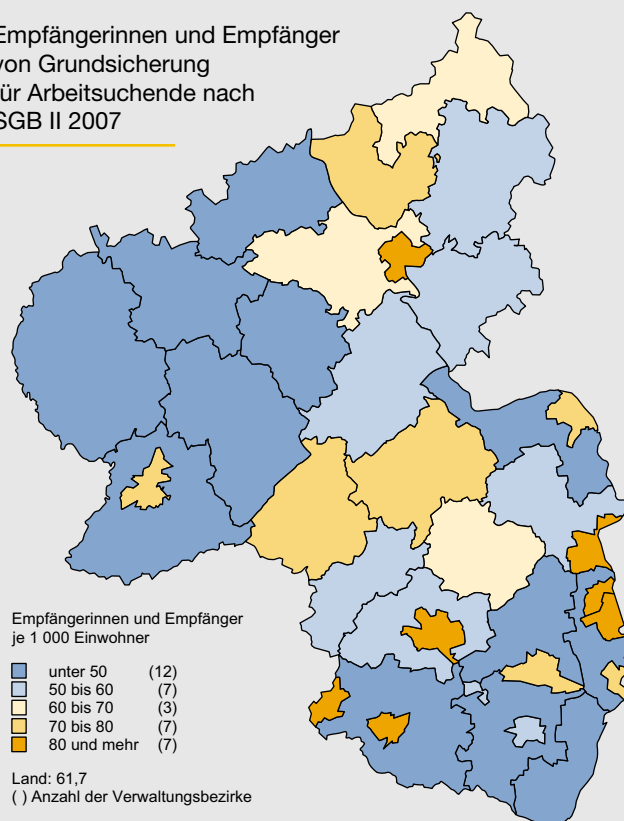 Empfängerinnen und Empfänger
von Grundsicherung
für Arbeitsuchende nach
SGB II 2007
Empfängerinnen und Empfänger
je 1 000 Einwohner
unter 50 (12)
50 bis 60 (7)
60 bis 70 (3)
70 bis 80 (7)
80 und mehr (7)
Land: 61,7
( ) Anzahl der Verwaltungsbezirke